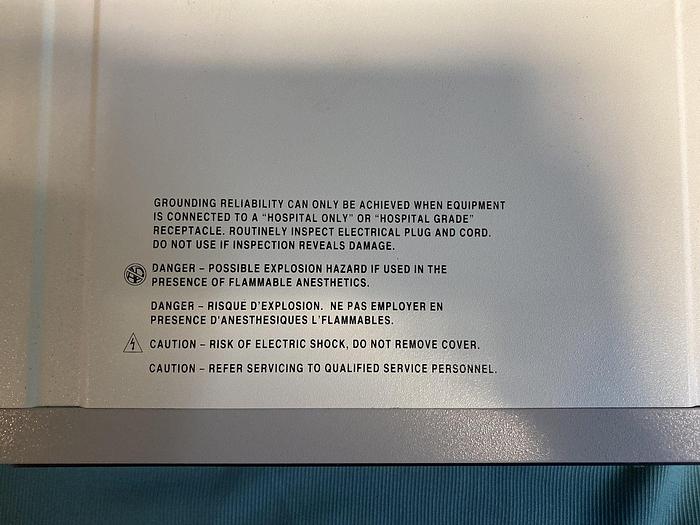 GROUNDING RELIABILITY CAN ONLY BE ACHIEVED WHEN EQUIPMENT
IS CONNECTED TO A “HOSPITAL ONLY” OR “HOSPITAL GRADE”
RECEPTACLE. ROUTINELY INSPECT ELECTRICAL PLUG AND CORD.
DO NOT USE IF INSPECTION REVEALS DAMAGE.
DANGER – POSSIBLE EXPLOSION HAZARD IF USED IN THE
PRESENCE OF FLAMMABLE ANESTHETICS.
DANGER – RISQUE D'EXPLOSION. NE PAS EMPLOYER EN
PRESENCE D'ANESTHESIQUES L'FLAMMABLES.
CAUTION – RISK OF ELECTRIC SHOCK, DO NOT REMOVE COVER.
CAUTION – REFER SERVICING TO QUALIFIED SERVICE PERSONNEL.